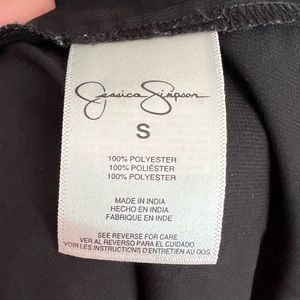 Jessica Simpson
S
100% POLYESTER
100% POLIÉSTER
100% POLYESTER
MADE IN INDIA
HECHO EN INDIA
FABRIQUE EN INDE
SEE REVERSE FOR CARE
VER AL REVERSO PARA EL CUIDADO
VOIR LES INSTRUCTIONS D'ENTRETIEN AU DOS